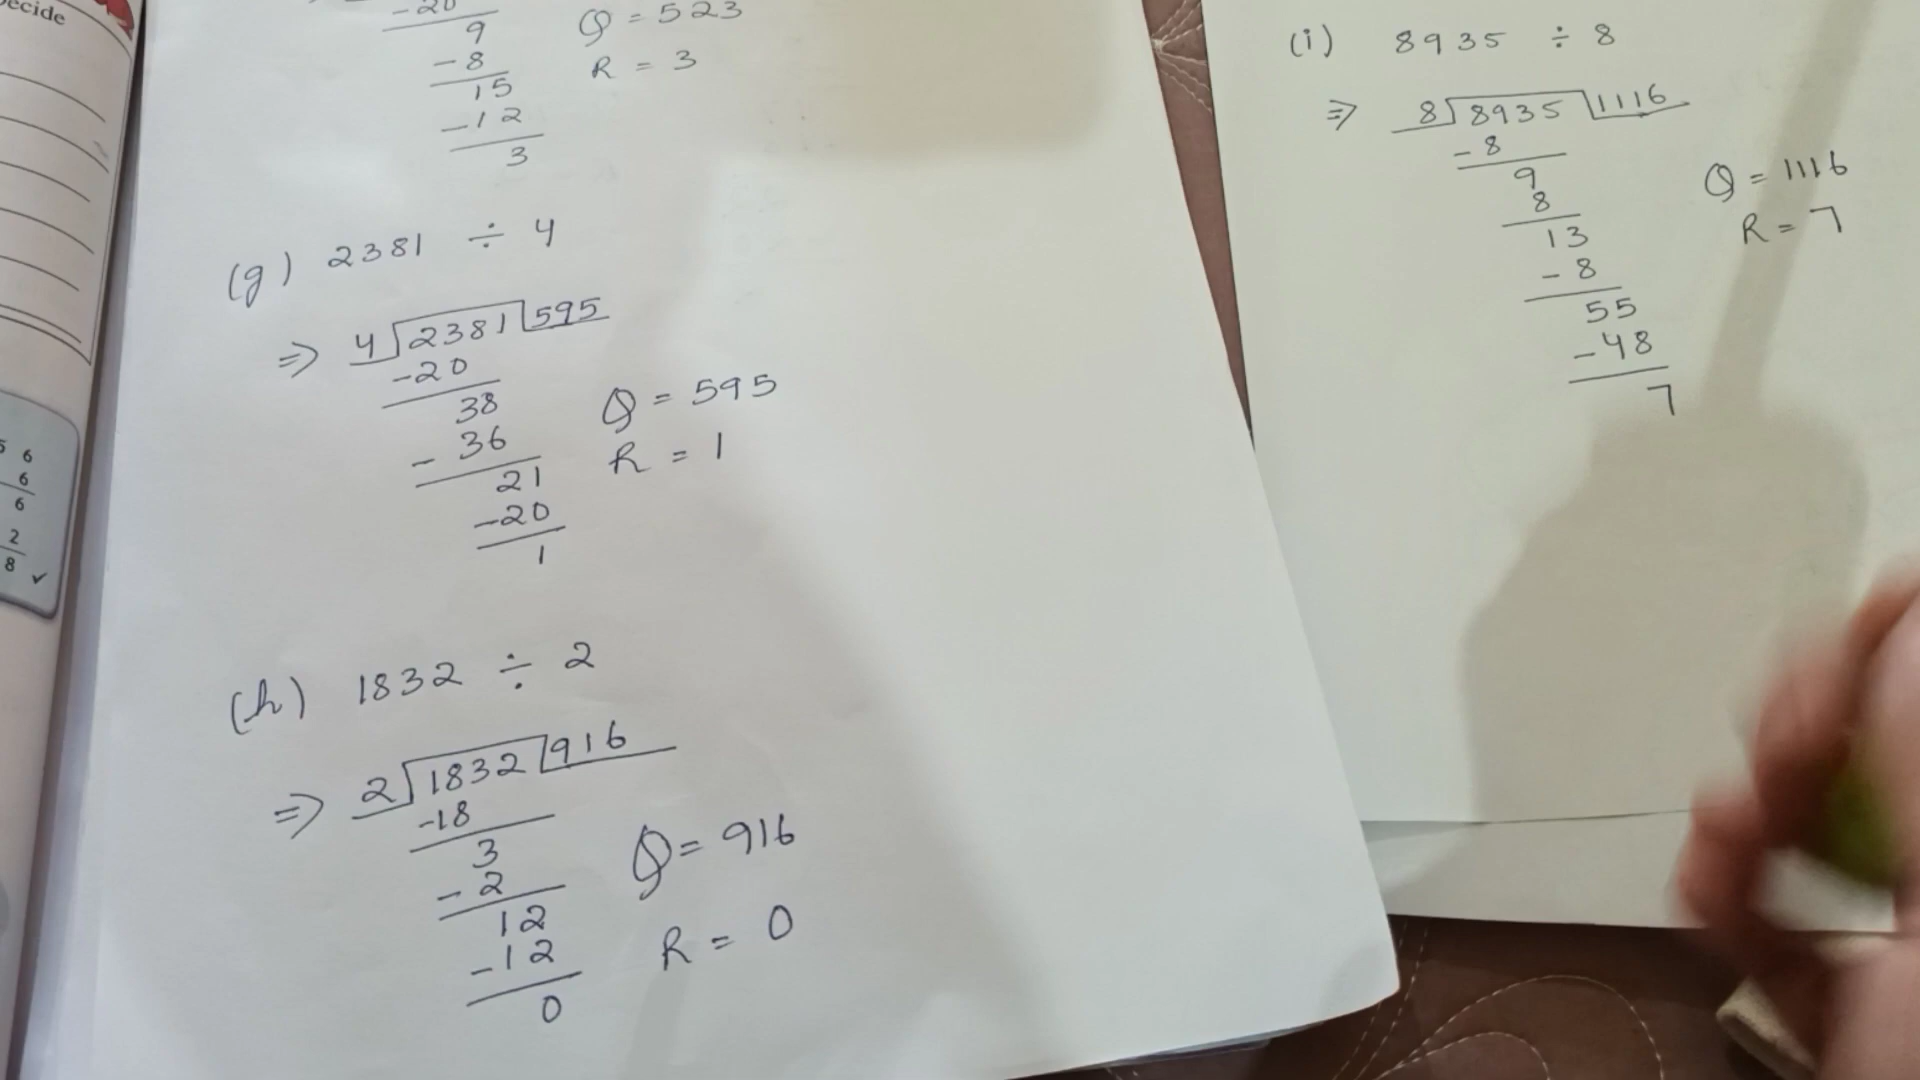 ecide
5 6
6
6
2
8 ✓
-20
9
-8
15
-12
3
Q = 523
R = 3
(g) 2381 ÷ 4
⇒ 4 2381 595
-20
38
- 36
21
-20
1
Q = 595
R = 1
(h) 1832 ÷ 2
⇒ 2 1832 916
-18
3
- 2
12
-12
0
Q = 916
R = 0
(i) 8935 ÷ 8
⇒ 8 8935 1116
- 8
9
8
13
- 8
55
-48
7
Q = 1116
R = 7